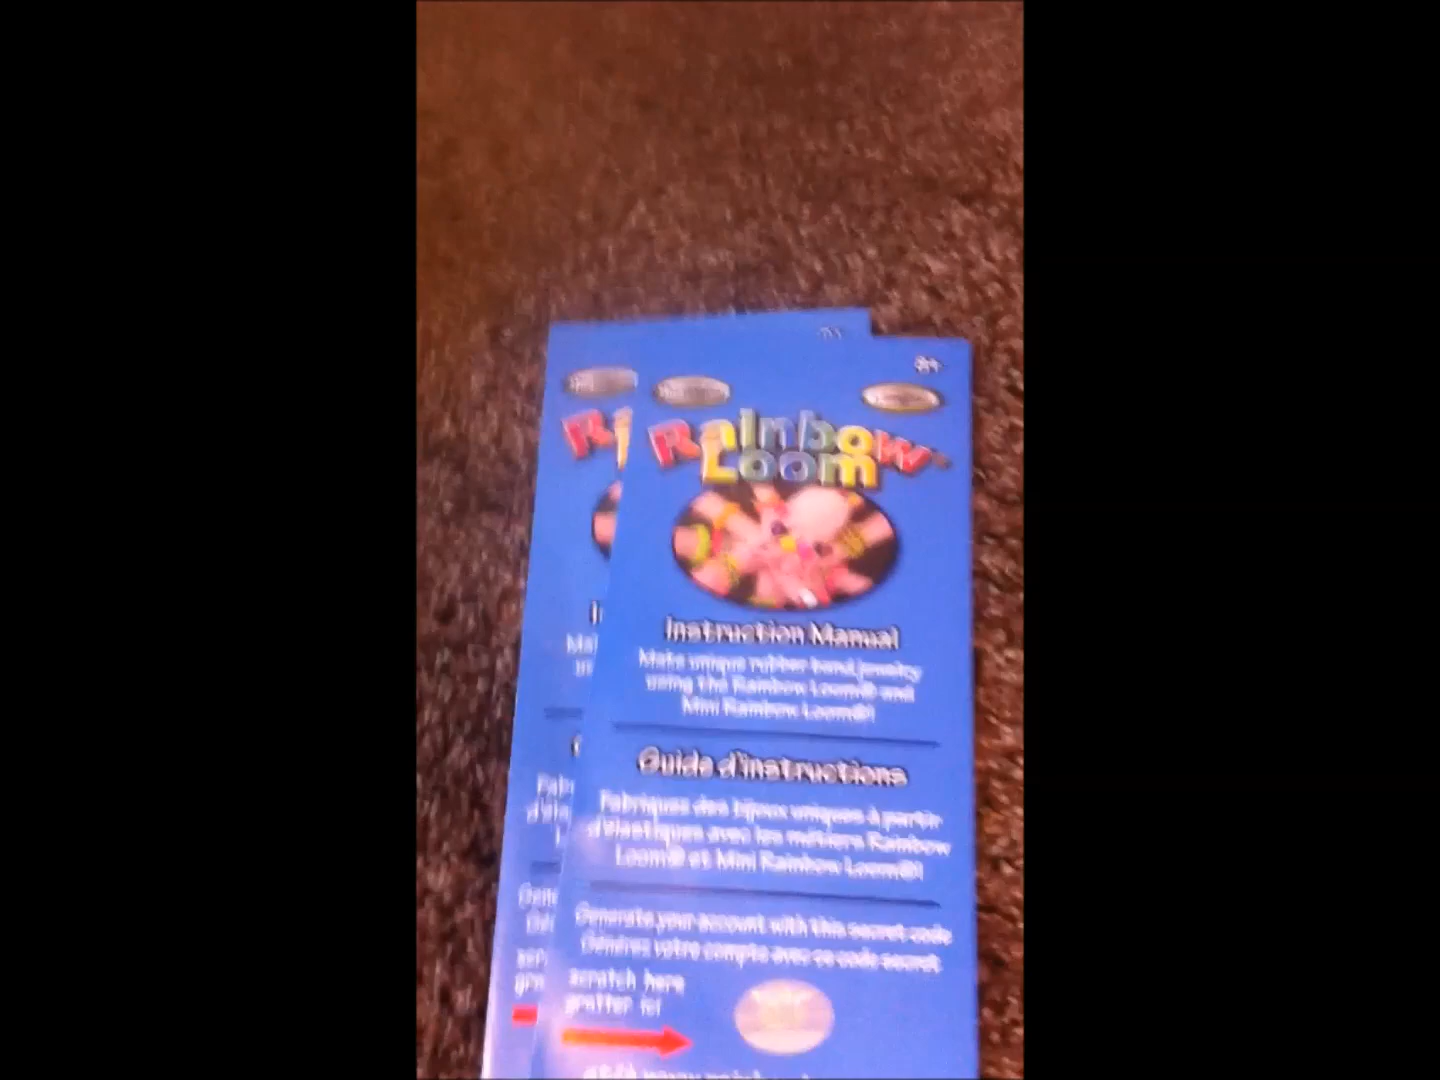 8+
Rainbow
Loom
Instruction Manual
Make unique rubber band jewelry
using the Rainbow Loom® and
Mini Rainbow Loom®!
Guide d'instructions
Fabriquez des bijoux uniques à partir
d'élastiques avec les métiers Rainbow
Loom® et Mini Rainbow Loom®!
Generate your account with this secret code
Générez votre compte avec ce code secret
scratch here
gratter ici